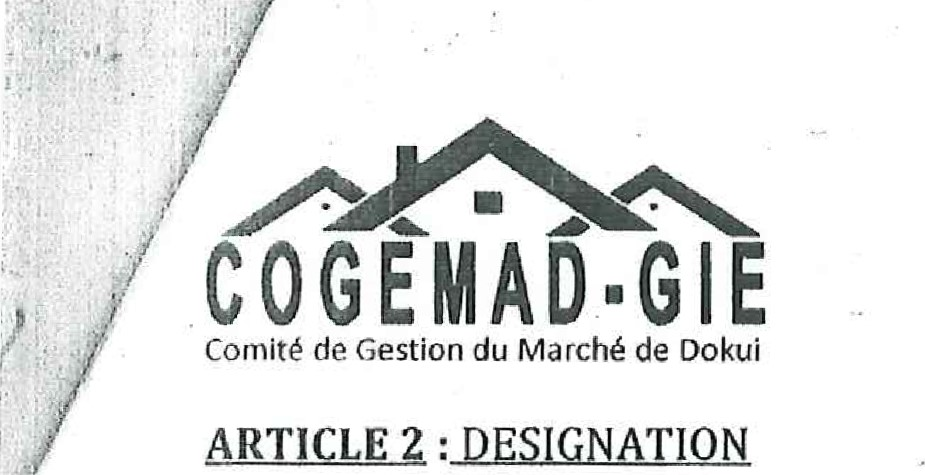 COGEMAD-GIE
Comité de Gestion du Marché de Dokui
ARTICLE 2 : DESIGNATION